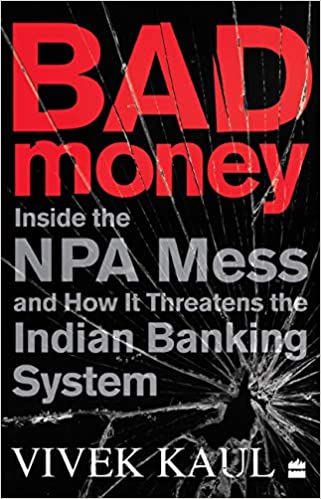 BAD
money
Inside the
NPA Mess
and How It Threatens the
Indian Banking
System
VIVEK KAUL